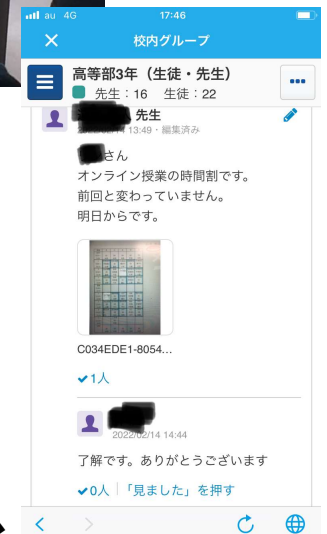 au 4G 17:46
校内グループ
高等部3年（生徒・先生）
先生：16 生徒：22
先生
13:49・編集済み
さん
オンライン授業の時間割です。
前回と変わっていません。
明日からです。
C034EDE1-8054...
1人
2022/02/14 14:44
了解です。ありがとうございます
0人 「見ました」を押す